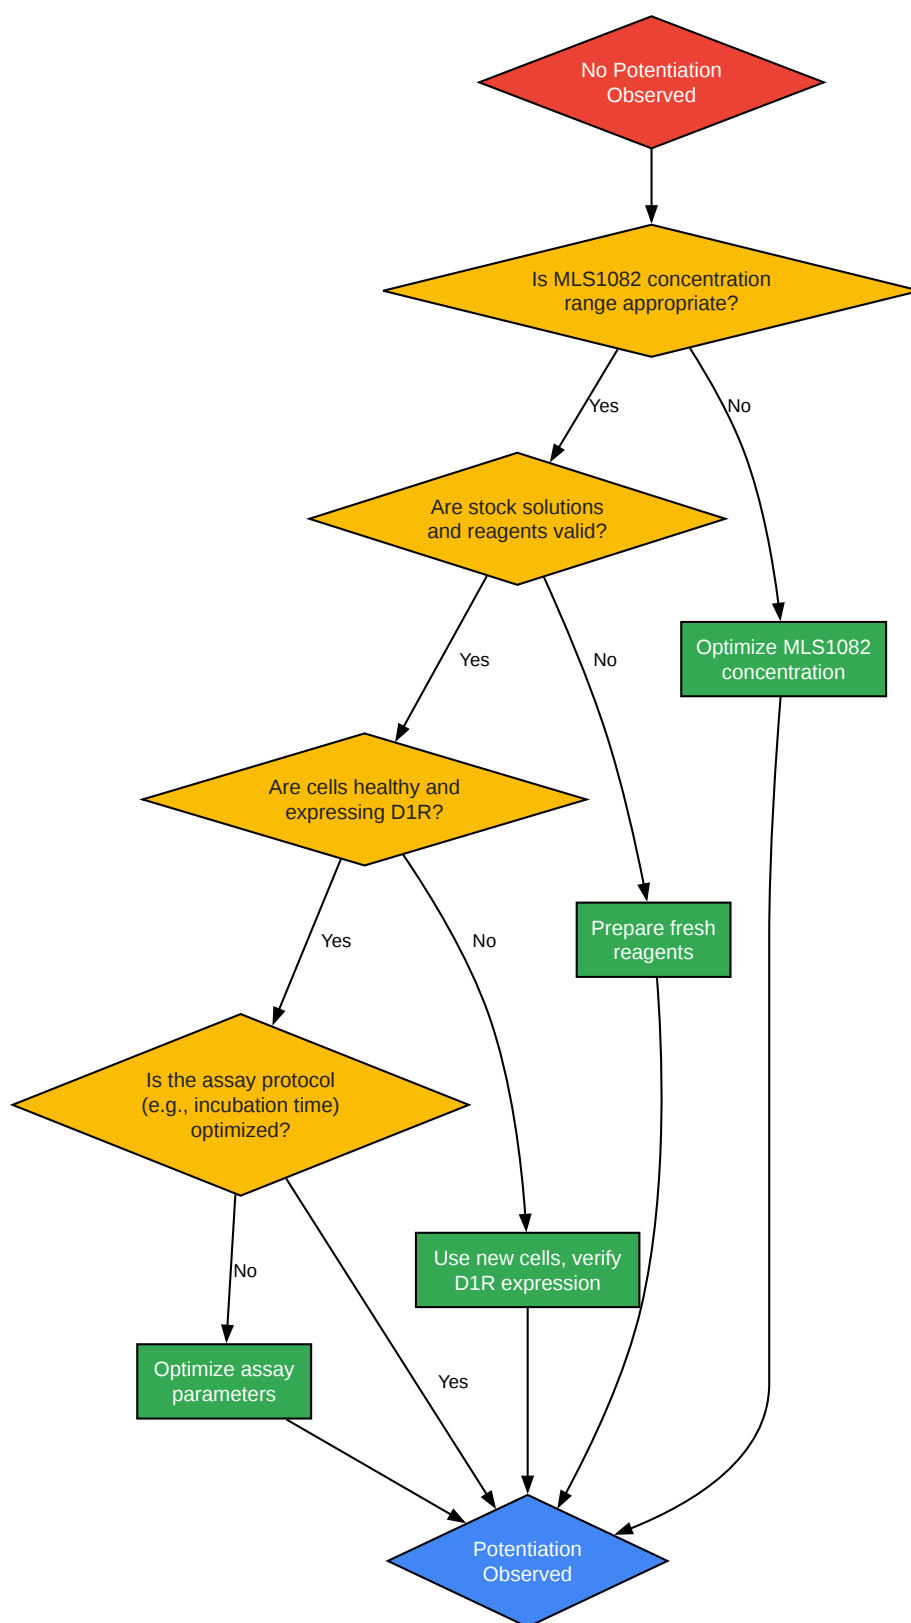 No Potentiation
Observed
Is MLS1082 concentration
range appropriate?
Yes
No
Are stock solutions
and reagents valid?
Yes
No
Optimize MLS1082
concentration
Are cells healthy and
expressing D1R?
Yes
No
Prepare fresh
reagents
Is the assay protocol
(e.g., incubation time)
optimized?
No
Yes
Use new cells, verify
D1R expression
Optimize assay
parameters
Potentiation
Observed